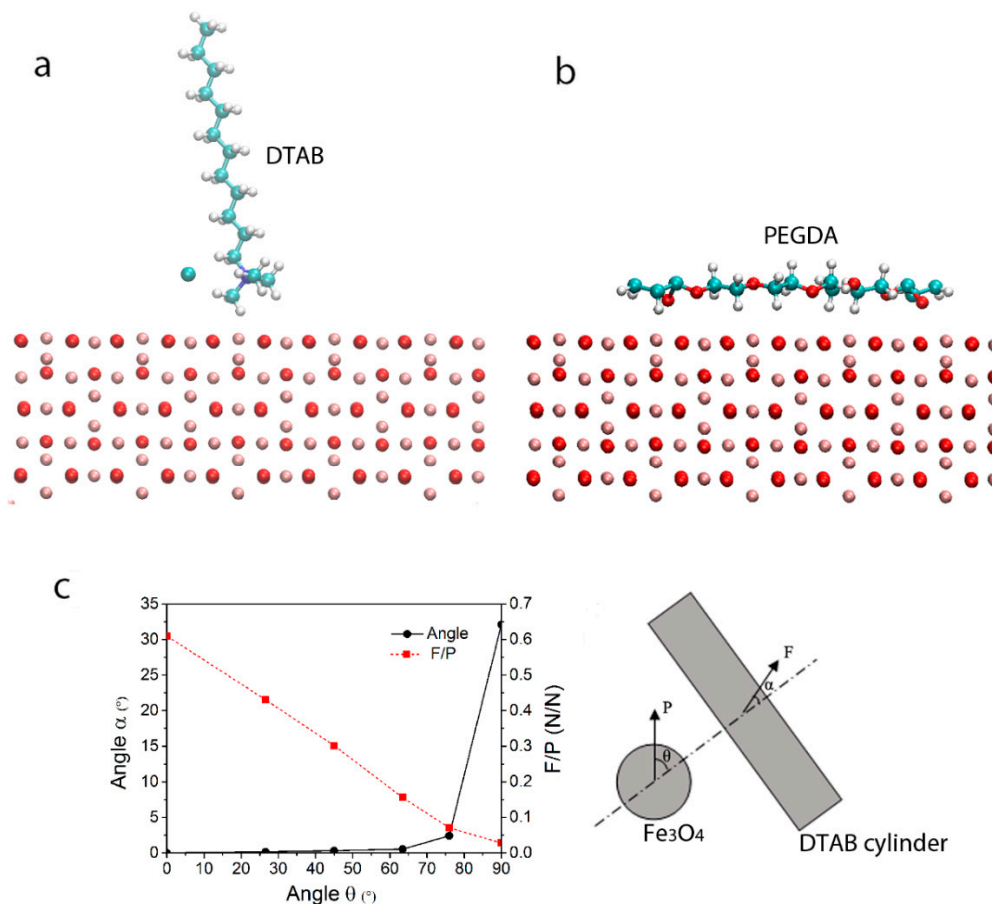 a
DTAB
b
PEGDA
c
35
30
25
20
15
10
5
0
Angle α (°)
0 10 20 30 40 50 60 70 80 90
Angle θ (°)
0.7
0.6
0.5
0.4
0.3
0.2
0.1
0.0
F/P (N/N)
Angle
F/P
P
θ
F
α
Fe3O4
DTAB cylinder